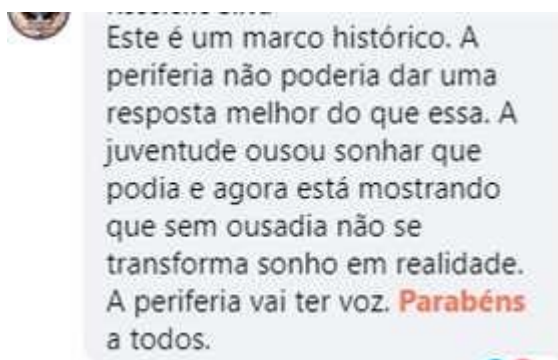 Este é um marco histórico. A
periferia não poderia dar uma
resposta melhor do que essa. A
juventude ousou sonhar que
podia e agora está mostrando
que sem ousadia não se
transforma sonho em realidade.
A periferia vai ter voz. Parabéns
a todos.